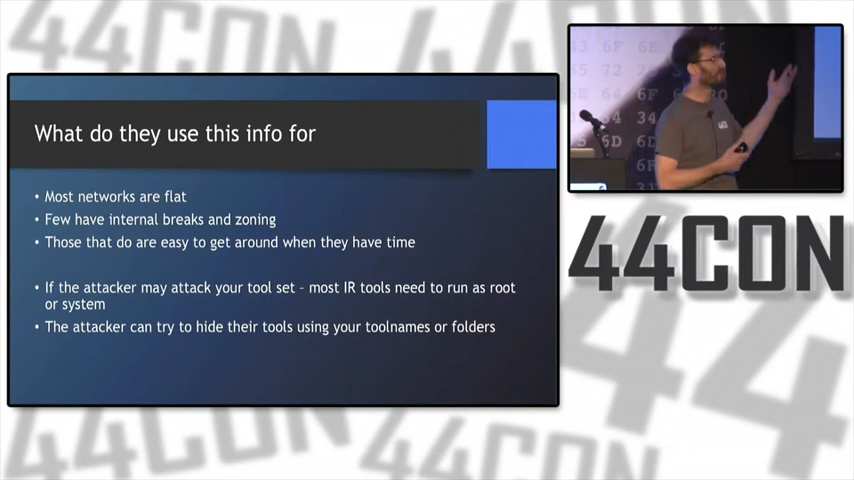 What do they use this info for
• Most networks are flat
• Few have internal breaks and zoning
• Those that do are easy to get around when they have time
• If the attacker may attack your tool set – most IR tools need to run as root
or system
• The attacker can try to hide their tools using your toolnames or folders
44CON